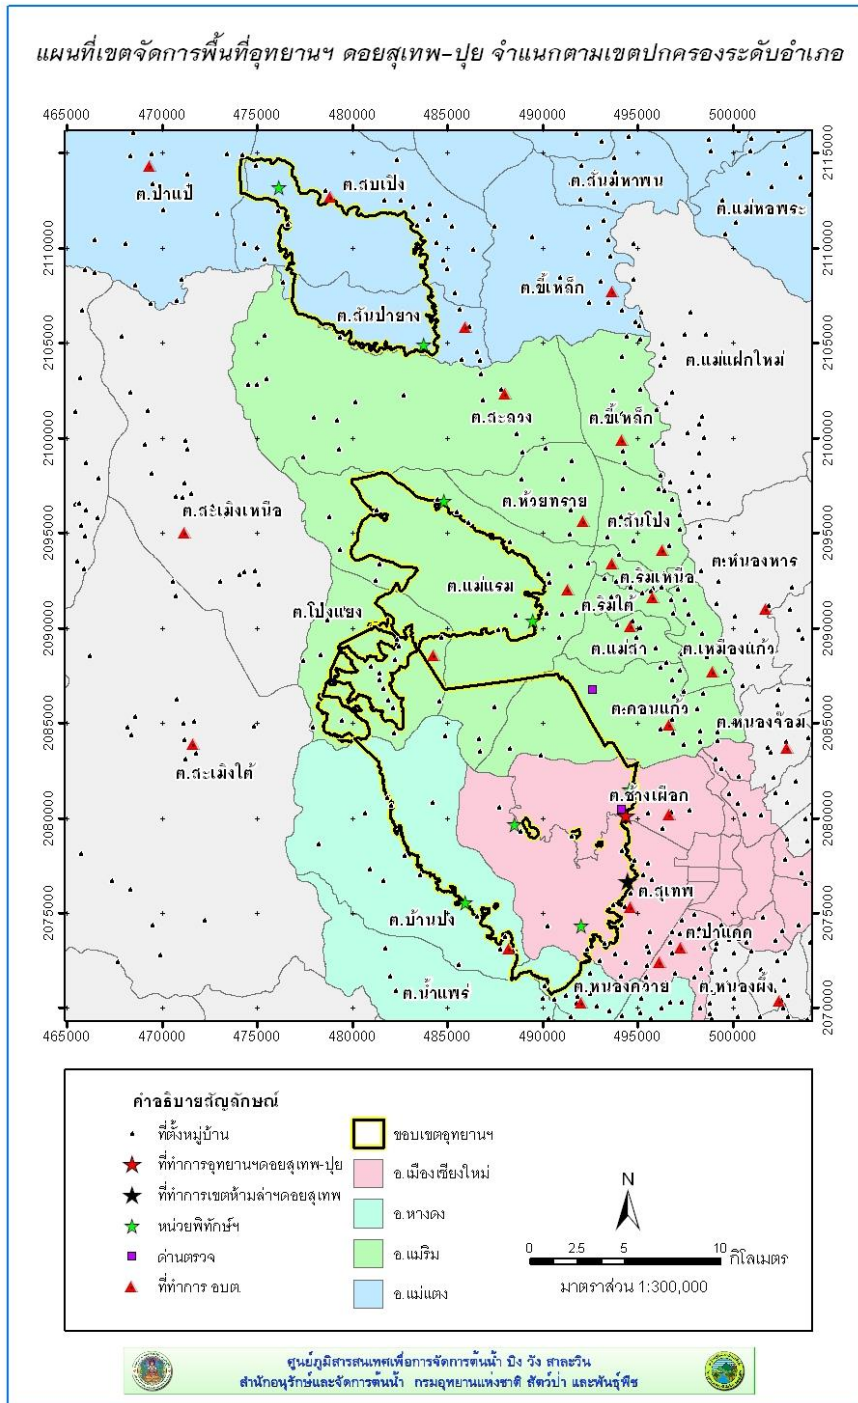 แผนที่เขตจัดการพื้นที่อุทยานฯ ดอยสุเทพ-ปุย จำแนกตามเขตปกครองระดับอำเภอ
465000 470000 475000 480000 485000 490000 495000 500000
2115000 2115000
ต.ป่าแป๋
ต.สบเปิง
ต.สันมหาพน
ต.แม่หอพระ
2110000 2110000
ต.ขี้เหล็ก
ต.สันป่ายาง
2105000 2105000
ต.แม่แฝกใหม่
ต.สะลวง
ต.ขี้เหล็ก
2100000 2100000
ต.สะเมิงเหนือ
ต.ห้วยทราย
ต.สันโป่ง
2095000 2095000
ต.หนองหาร
ต.แม่แรม
ต.ริมเหนือ
ต.โป่งแยง
ต.ริมใต้
2090000 2090000
ต.แม่สา
ต.เหมืองแก้ว
ต.ดอนแก้ว
ต.หนองจ๊อม
2085000 2085000
ต.สะเมิงใต้
ต.ช้างเผือก
2080000 2080000
ต.สุเทพ
2075000 2075000
ต.บ้านปง
ต.ป่าแดด
ต.น้ำแพร่
ต.หนองควาย
ต.หนองผึ้ง
2070000 2070000
465000 470000 475000 480000 485000 490000 495000 500000
คำอธิบายสัญลักษณ์
ที่ตั้งหมู่บ้าน
ที่ทำการอุทยานฯดอยสุเทพ-ปุย
ที่ทำการเขตห้ามล่าฯดอยสุเทพ
หน่วยพิทักษ์ฯ
ด่านตรวจ
ที่ทำการ อบต.
ขอบเขตอุทยานฯ
อ.เมืองเชียงใหม่
อ.หางดง
อ.แม่ริม
อ.แม่แตง
N
0 2.5 5 10
กิโลเมตร
มาตราส่วน 1:300,000
ศูนย์ภูมิสารสนเทศเพื่อการจัดการต้นน้ำ ปิง วัง สาละวิน
สำนักอนุรักษ์และจัดการต้นน้ำ กรมอุทยานแห่งชาติ สัตว์ป่า และพันธุ์พืช